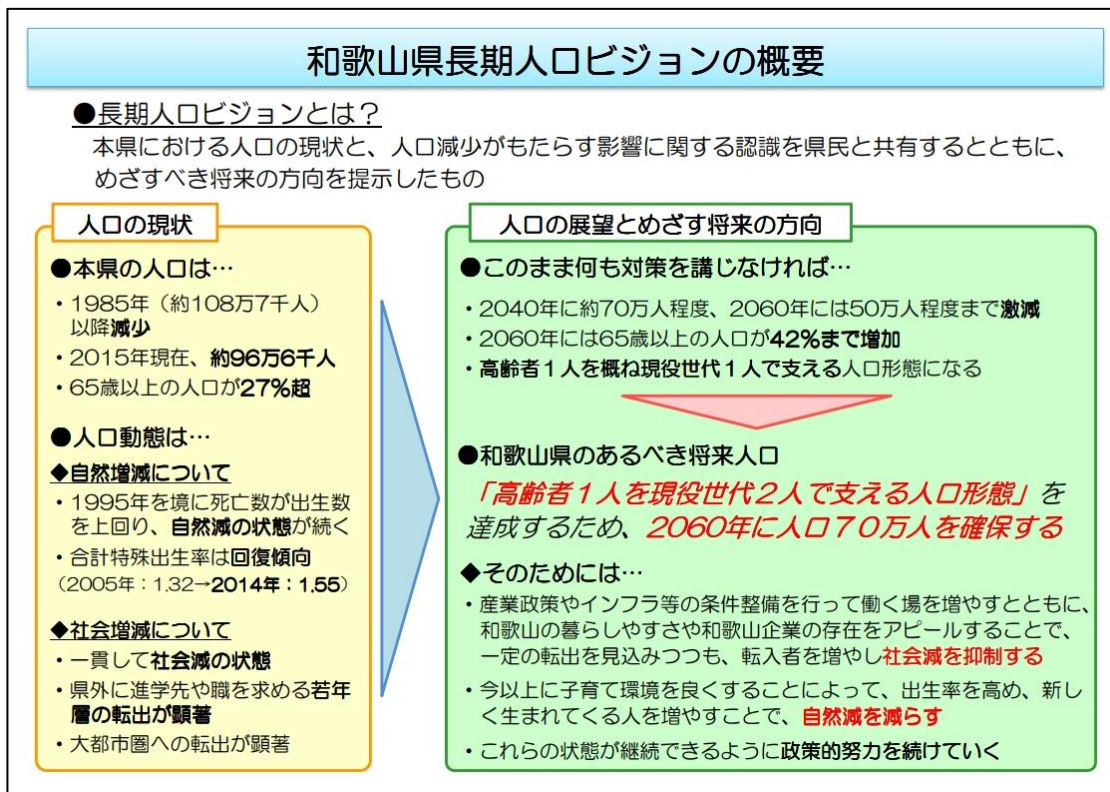 和歌山県長期人口ビジョンの概要
●長期人口ビジョンとは？
本県における人口の現状と、人口減少がもたらす影響に関する認識を県民と共有するとともに、
めざすべき将来の方向を提示したもの
人口の現状
●本県の人口は…
・1985年（約108万7千人）
以降減少
・2015年現在、約96万6千人
・65歳以上の人口が27%超
●人口動態は…
◆自然増減について
・1995年を境に死亡数が出生数
を上回り、自然減の状態が続く
・合計特殊出生率は回復傾向
（2005年：1.32→2014年：1.55）
◆社会増減について
・一貫して社会減の状態
・県外に進学先や職を求める若年
層の転出が顕著
・大都市圏への転出が顕著
人口の展望とめざす将来の方向
●このまま何も対策を講じなければ…
・2040年に約70万人程度、2060年には50万人程度まで激減
・2060年には65歳以上の人口が42%まで増加
・高齢者１人を概ね現役世代１人で支える人口形態になる
●和歌山県のあるべき将来人口
「高齢者１人を現役世代２人で支える人口形態」を
達成するため、2060年に人口７０万人を確保する
◆そのためには…
・産業政策やインフラ等の条件整備を行って働く場を増やすとともに、
和歌山の暮らしやすさや和歌山企業の存在をアピールすることで、
一定の転出を見込みつつも、転入者を増やし社会減を抑制する
・今以上に子育て環境を良くすることによって、出生率を高め、新し
く生まれてくる人を増やすことで、自然減を減らす
・これらの状態が継続できるように政策的努力を続けていく